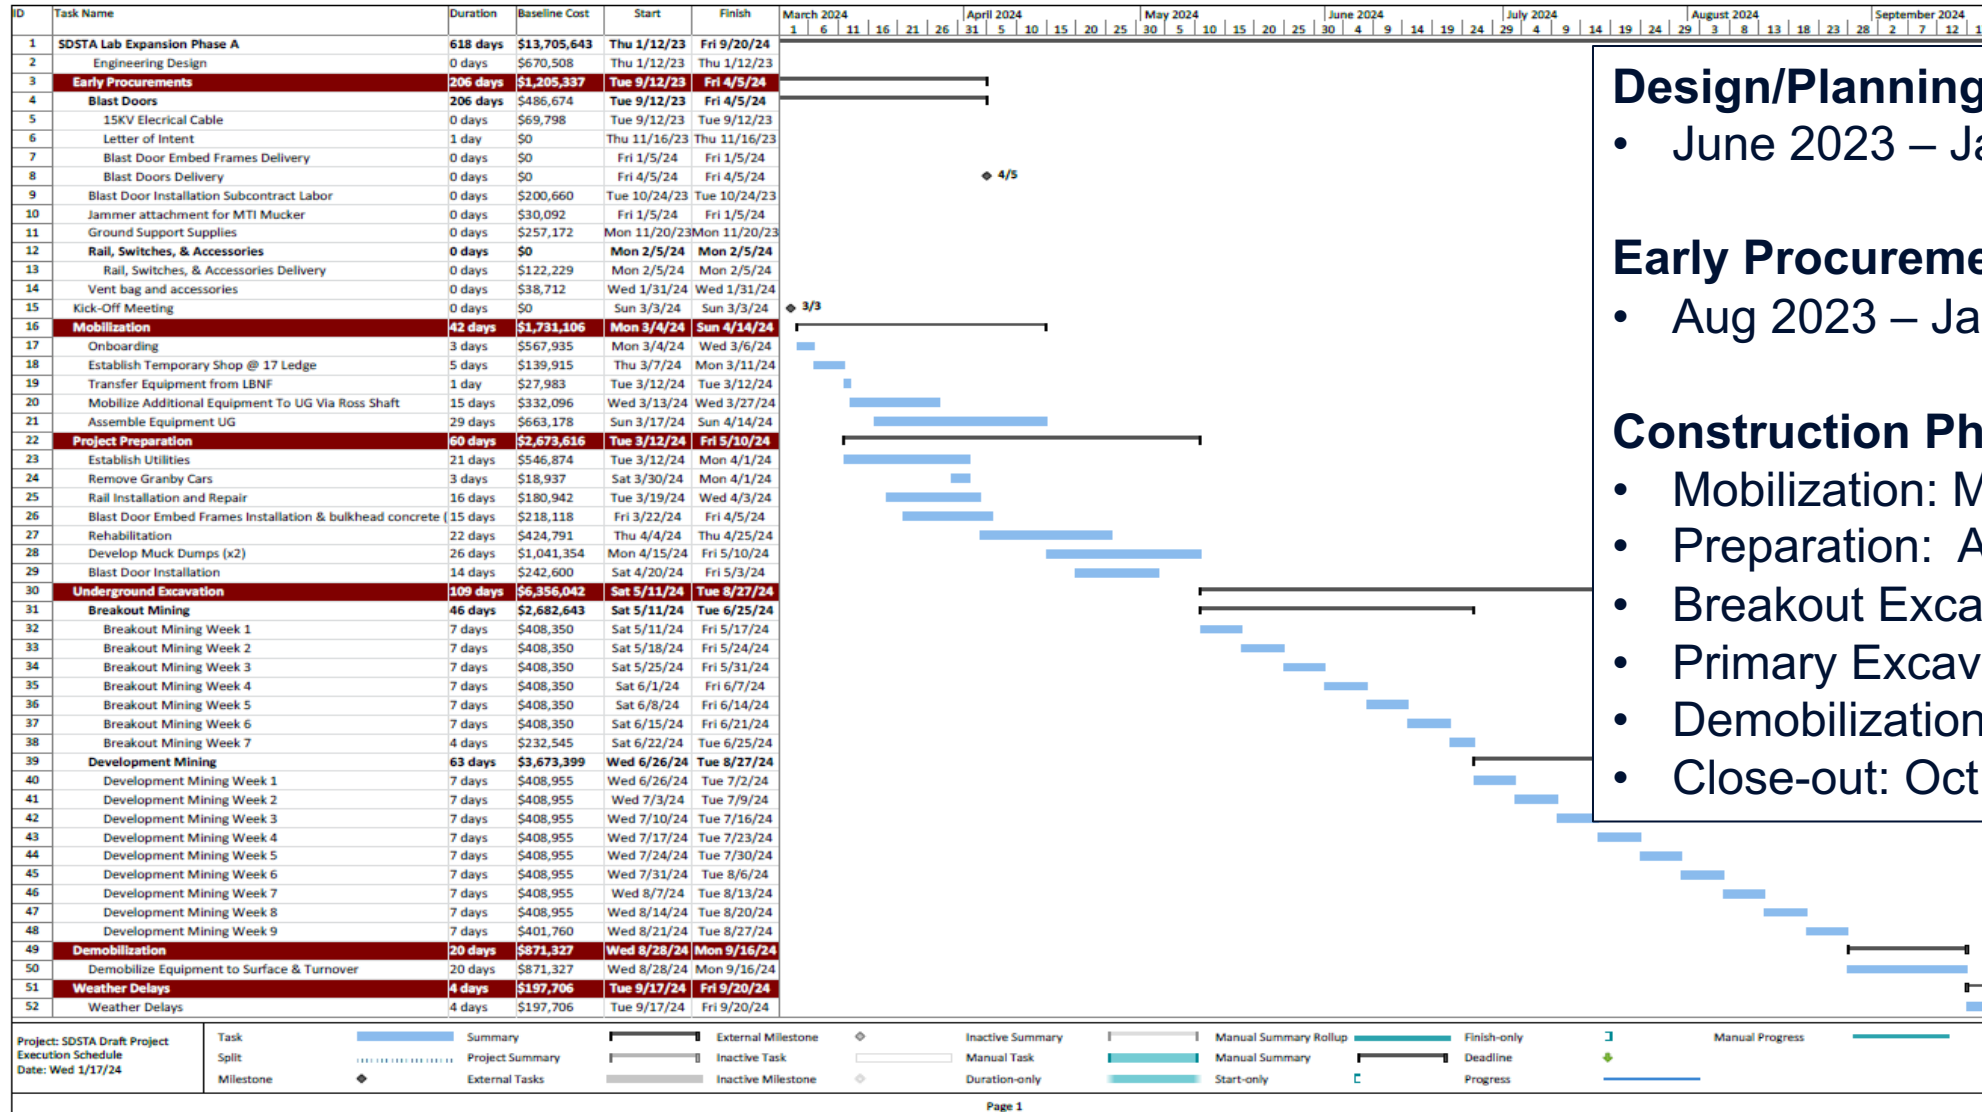 ID Task Name Duration Baseline Cost Start Finish March 2024 April 2024 May 2024 June 2024 July 2024 August 2024 September 2024
1 6 11 16 21 26 31 5 10 15 20 25 30 5 10 15 20 25 30 4 9 14 19 24 29 4 9 14 19 24 29 3 8 13 18 23 28 2 7 12
1 SDSTA Lab Expansion Phase A 618 days $13,705,643 Thu 1/12/23 Fri 9/20/24
2 Engineering Design 0 days $670,508 Thu 1/12/23 Thu 1/12/23
3 Early Procurements 206 days $1,205,337 Tue 9/12/23 Fri 4/5/24
4 Blast Doors 206 days $486,674 Tue 9/12/23 Fri 4/5/24
5 15KV Elecrical Cable 0 days $69,798 Tue 9/12/23 Tue 9/12/23
6 Letter of Intent 1 day $0 Thu 11/16/23 Thu 11/16/23
7 Blast Door Embed Frames Delivery 0 days $0 Fri 1/5/24 Fri 1/5/24
8 Blast Doors Delivery 0 days $0 Fri 4/5/24 Fri 4/5/24 4/5
9 Blast Door Installation Subcontract Labor 0 days $200,660 Tue 10/24/23 Tue 10/24/23
10 Jammer attachment for MTI Mucker 0 days $30,092 Fri 1/5/24 Fri 1/5/24
11 Ground Support Supplies 0 days $257,172 Mon 11/20/23 Mon 11/20/23
12 Rail, Switches, & Accessories 0 days $0 Mon 2/5/24 Mon 2/5/24
13 Rail, Switches, & Accessories Delivery 0 days $122,229 Mon 2/5/24 Mon 2/5/24
14 Vent bag and accessories 0 days $38,712 Wed 1/31/24 Wed 1/31/24
15 Kick-Off Meeting 0 days $0 Sun 3/3/24 Sun 3/3/24 3/3
16 Mobilization 42 days $1,731,106 Mon 3/4/24 Sun 4/14/24
17 Onboarding 3 days $567,935 Mon 3/4/24 Wed 3/6/24
18 Establish Temporary Shop @ 17 Ledge 5 days $139,915 Thu 3/7/24 Mon 3/11/24
19 Transfer Equipment from LBNF 1 day $27,983 Tue 3/12/24 Tue 3/12/24
20 Mobilize Additional Equipment To UG Via Ross Shaft 15 days $332,096 Wed 3/13/24 Wed 3/27/24
21 Assemble Equipment UG 29 days $663,178 Sun 3/17/24 Sun 4/14/24
22 Project Preparation 60 days $2,673,616 Tue 3/12/24 Fri 5/10/24
23 Establish Utilities 21 days $546,874 Tue 3/12/24 Mon 4/1/24
24 Remove Granby Cars 3 days $18,937 Sat 3/30/24 Mon 4/1/24
25 Rail Installation and Repair 16 days $180,942 Tue 3/19/24 Wed 4/3/24
26 Blast Door Embed Frames Installation & bulkhead concrete ( 15 days $218,118 Fri 3/22/24 Fri 4/5/24
27 Rehabilitation 22 days $424,791 Thu 4/4/24 Thu 4/25/24
28 Develop Muck Dumps (x2) 26 days $1,041,354 Mon 4/15/24 Fri 5/10/24
29 Blast Door Installation 14 days $242,600 Sat 4/20/24 Fri 5/3/24
30 Underground Excavation 109 days $6,356,042 Sat 5/11/24 Tue 8/27/24
31 Breakout Mining 46 days $2,682,643 Sat 5/11/24 Tue 6/25/24
32 Breakout Mining Week 1 7 days $408,350 Sat 5/11/24 Fri 5/17/24
33 Breakout Mining Week 2 7 days $408,350 Sat 5/18/24 Fri 5/24/24
34 Breakout Mining Week 3 7 days $408,350 Sat 5/25/24 Fri 5/31/24
35 Breakout Mining Week 4 7 days $408,350 Sat 6/1/24 Fri 6/7/24
36 Breakout Mining Week 5 7 days $408,350 Sat 6/8/24 Fri 6/14/24
37 Breakout Mining Week 6 7 days $408,350 Sat 6/15/24 Fri 6/21/24
38 Breakout Mining Week 7 4 days $232,545 Sat 6/22/24 Tue 6/25/24
39 Development Mining 63 days $3,673,399 Wed 6/26/24 Tue 8/27/24
40 Development Mining Week 1 7 days $408,955 Wed 6/26/24 Tue 7/2/24
41 Development Mining Week 2 7 days $408,955 Wed 7/3/24 Tue 7/9/24
42 Development Mining Week 3 7 days $408,955 Wed 7/10/24 Tue 7/16/24
43 Development Mining Week 4 7 days $408,955 Wed 7/17/24 Tue 7/23/24
44 Development Mining Week 5 7 days $408,955 Wed 7/24/24 Tue 7/30/24
45 Development Mining Week 6 7 days $408,955 Wed 7/31/24 Tue 8/6/24
46 Development Mining Week 7 7 days $408,955 Wed 8/7/24 Tue 8/13/24
47 Development Mining Week 8 7 days $408,955 Wed 8/14/24 Tue 8/20/24
48 Development Mining Week 9 7 days $401,760 Wed 8/21/24 Tue 8/27/24
49 Demobilization 20 days $871,327 Wed 8/28/24 Mon 9/16/24
50 Demobilize Equipment to Surface & Turnover 20 days $871,327 Wed 8/28/24 Mon 9/16/24
51 Weather Delays 4 days $197,706 Tue 9/17/24 Fri 9/20/24
52 Weather Delays 4 days $197,706 Tue 9/17/24 Fri 9/20/24
Design/Planning
• June 2023 – Ja
Early Procureme
• Aug 2023 – Ja
Construction Ph
• Mobilization: M
• Preparation: A
• Breakout Exca
• Primary Excav
• Demobilization
• Close-out: Oct
Project: SDSTA Draft Project
Execution Schedule
Date: Wed 1/17/24
Task Summary External Milestone Inactive Summary Manual Summary Rollup Finish-only Manual Progress
Split Project Summary Inactive Task Manual Task Manual Summary Deadline
Milestone External Tasks Inactive Milestone Duration-only Start-only Progress
Page 1